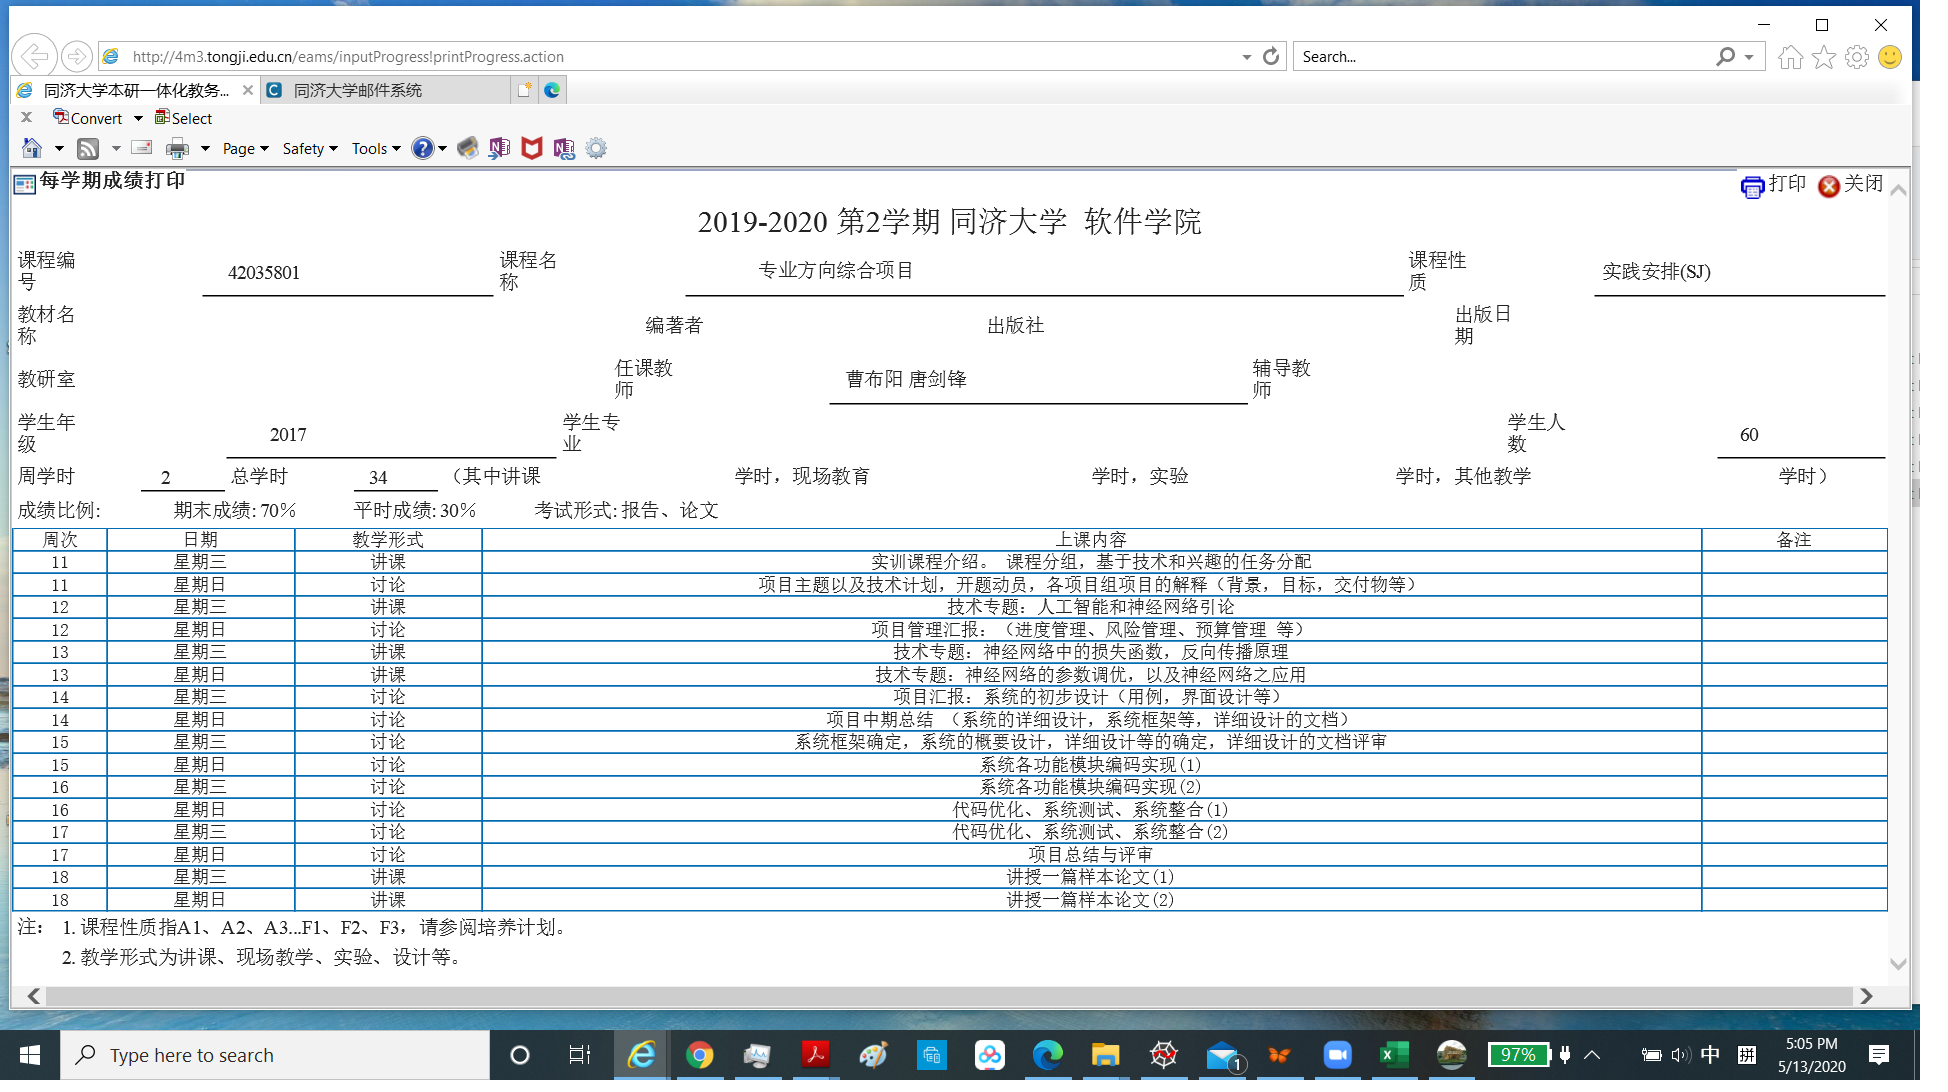 http://4m3.tongji.edu.cn/eams/inputProgress!printProgress.action
Search...
同济大学本研一体化教务...
同济大学邮件系统
Convert
Select
Page
Safety
Tools
每学期成绩打印
打印
关闭
2019-2020 第2学期 同济大学 软件学院
课程编号 42035801 课程名称 专业方向综合项目 课程性质 实践安排(SJ)
教材名称 编著者 出版社 出版日期
教研室 任课教师 曹布阳 唐剑锋 辅导教师
学生年级 2017 学生专业 学生人数 60
周学时 2 总学时 34 （其中讲课 学时，现场教育 学时，实验 学时，其他教学 学时）
成绩比例: 期末成绩: 70% 平时成绩: 30% 考试形式: 报告、论文
周次 日期 教学形式 上课内容 备注
11 星期三 讲课 实训课程介绍。 课程分组，基于技术和兴趣的任务分配
11 星期日 讨论 项目主题以及技术计划，开题动员，各项目组项目的解释（背景，目标，交付物等）
12 星期三 讲课 技术专题：人工智能和神经网络引论
12 星期日 讨论 项目管理汇报：（进度管理、风险管理、预算管理 等）
13 星期三 讲课 技术专题：神经网络中的损失函数，反向传播原理
13 星期日 讲课 技术专题：神经网络的参数调优，以及神经网络之应用
14 星期三 讨论 项目汇报：系统的初步设计（用例，界面设计等）
14 星期日 讨论 项目中期总结 （系统的详细设计，系统框架等，详细设计的文档）
15 星期三 讨论 系统框架确定，系统的概要设计，详细设计等的确定，详细设计的文档评审
15 星期日 讨论 系统各功能模块编码实现(1)
16 星期三 讨论 系统各功能模块编码实现(2)
16 星期日 讨论 代码优化、系统测试、系统整合(1)
17 星期三 讨论 代码优化、系统测试、系统整合(2)
17 星期日 讨论 项目总结与评审
18 星期三 讲课 讲授一篇样本论文(1)
18 星期日 讲课 讲授一篇样本论文(2)
注： 1. 课程性质指A1、A2、A3...F1、F2、F3，请参阅培养计划。
2. 教学形式为讲课、现场教学、实验、设计等。
Type here to search
1
97%
中
拼
5:05 PM
5/13/2020